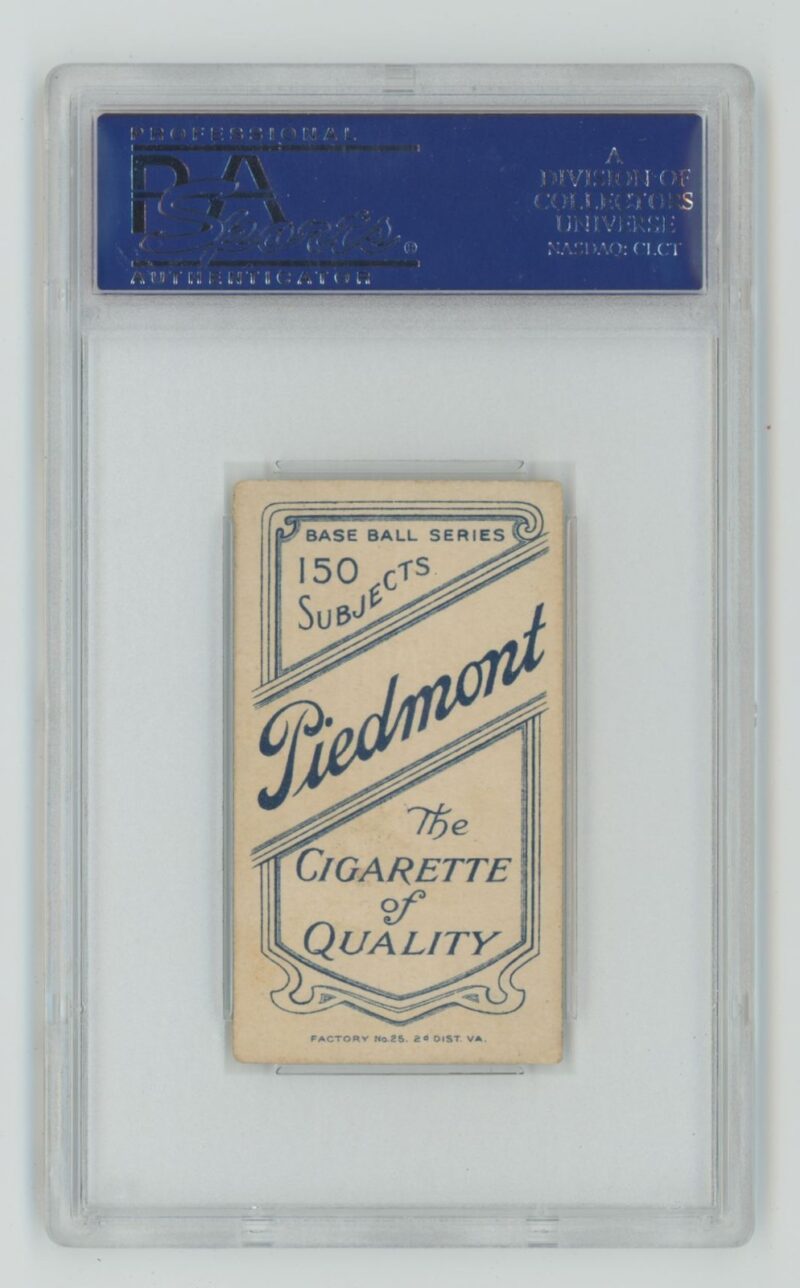 PROFESSIONAL
PSA
Sports®
AUTHENTICATOR
A
DIVISION OF
COLLECTORS
UNIVERSE
NASDAQ: CLCT
BASE BALL SERIES
150
SUBJECTS
Piedmont
The
CIGARETTE
of
QUALITY
FACTORY No.25. 2d DIST. VA.